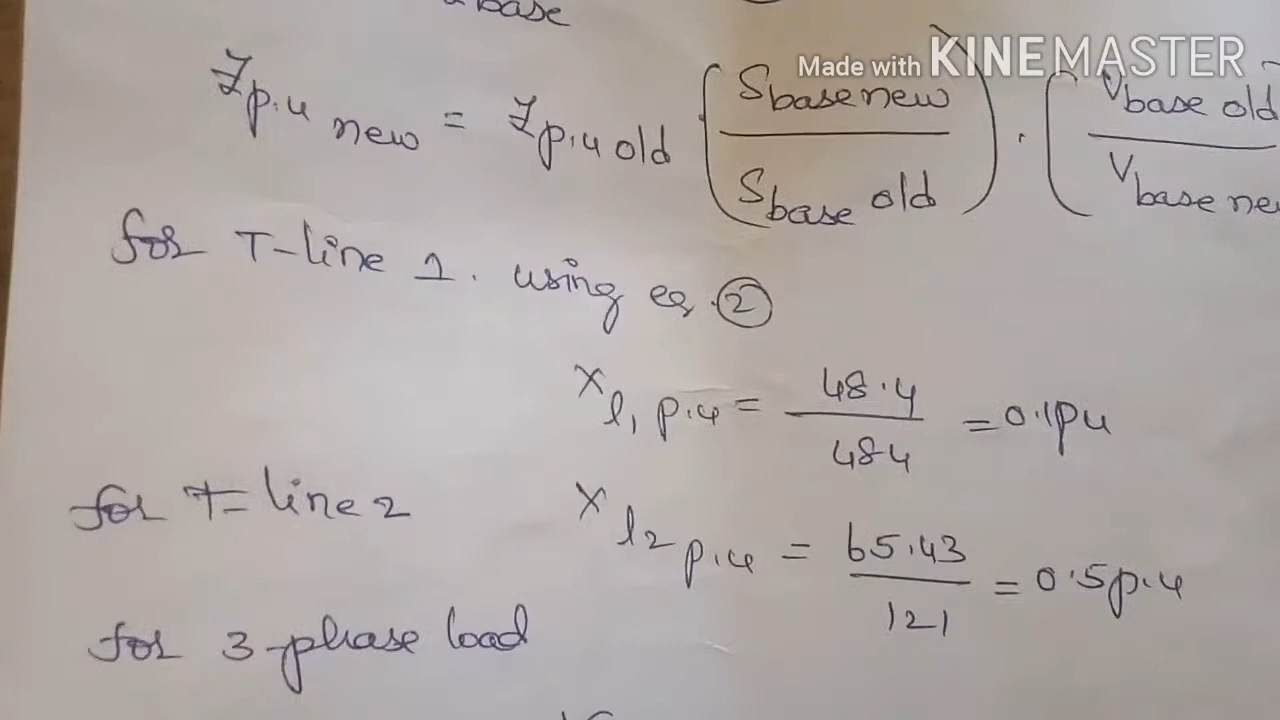 base
Made with KINEMASTER
Zp.u new = Zp.u old (Sbase new / Sbase old) . (Vbase old / Vbase ne
for T-line 1. using eq. ②
Xl1 p.u = 48.4 / 484 = 0.1pu
for T-line 2
Xl2 p.u = 65.43 / 121 = 0.5p.u
for 3-phase load